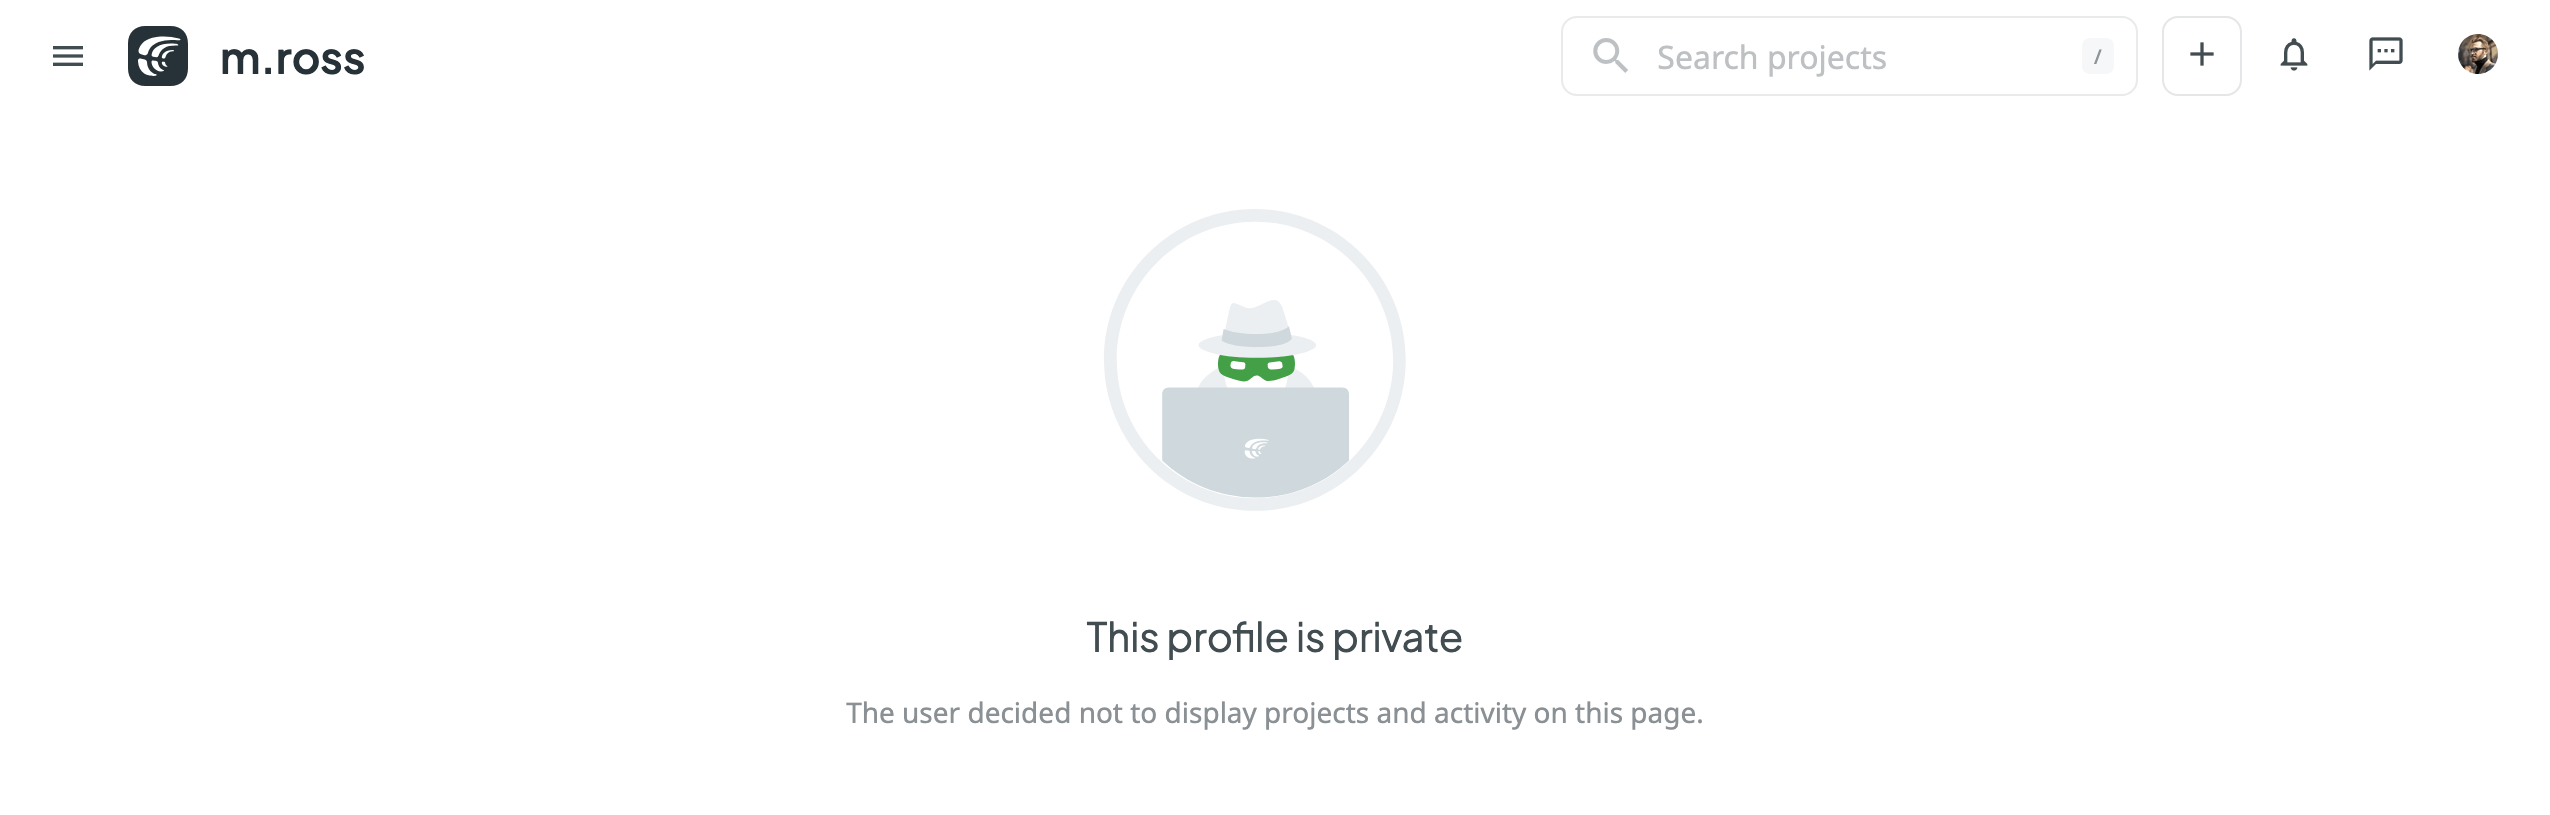 m.ross
Search projects
/
This profile is private
The user decided not to display projects and activity on this page.